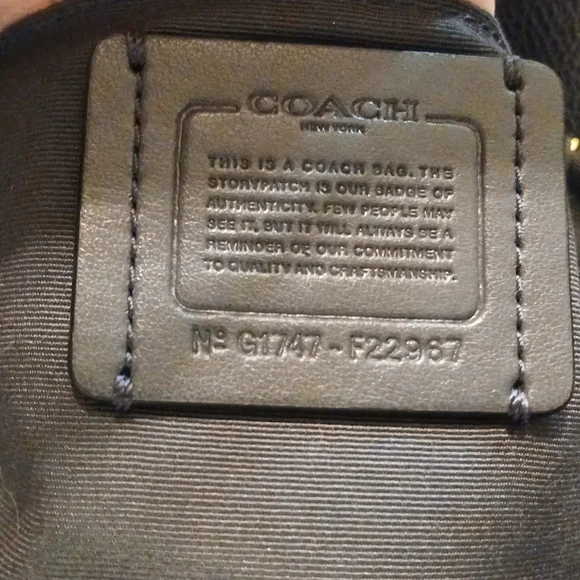 COACH
NEW YORK
THIS IS A COACH BAG. THE
STORYPATCH IS OUR BADGE OF
AUTHENTICITY. FEW PEOPLE MAY
SEE IT, BUT IT WILL ALWAYS BE A
REMINDER OF OUR COMMITMENT
TO QUALITY AND CRAFTSMANSHIP.
Nº G1747 - F22967